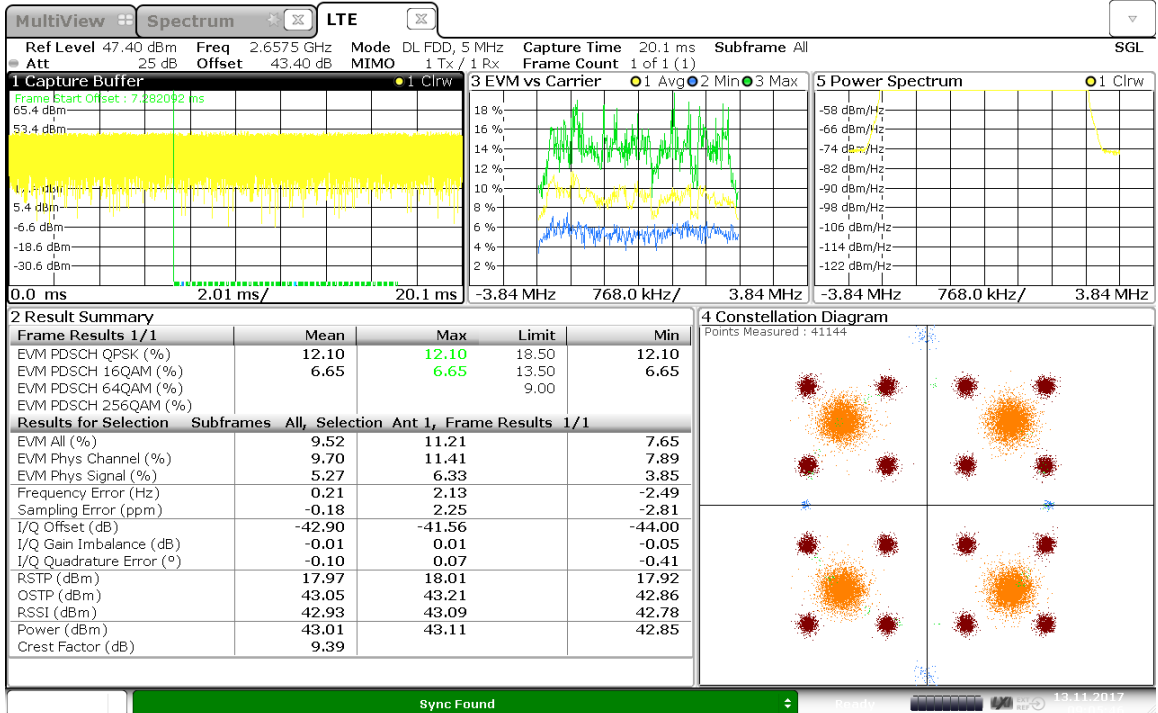 MultiView Spectrum LTE
Ref Level 47.40 dBm Freq 2.6575 GHz Mode DL FDD, 5 MHz Capture Time 20.1 ms Subframe All SGL
Att 25 dB Offset 43.40 dB MIMO 1 Tx / 1 Rx Frame Count 1 of 1 (1)
1 Capture Buffer 1 Clrw
Frame Start Offset : 7.282092 ms
65.4 dBm
53.4 dBm
5.4 dBm
-6.6 dBm
-18.6 dBm
-30.6 dBm
0.0 ms 2.01 ms/ 20.1 ms
3 EVM vs Carrier 1 Avg 2 Min 3 Max
18 %
16 %
14 %
12 %
10 %
8 %
6 %
4 %
2 %
-3.84 MHz 768.0 kHz/ 3.84 MHz
5 Power Spectrum 1 Clrw
-58 dBm/Hz
-66 dBm/Hz
-74 dBm/Hz
-82 dBm/Hz
-90 dBm/Hz
-98 dBm/Hz
-106 dBm/Hz
-114 dBm/Hz
-122 dBm/Hz
-3.84 MHz 768.0 kHz/ 3.84 MHz
2 Result Summary
Frame Results 1/1 Mean Max Limit Min
EVM PDSCH QPSK (%) 12.10 12.10 18.50 12.10
EVM PDSCH 16QAM (%) 6.65 6.65 13.50 6.65
EVM PDSCH 64QAM (%) 9.00
EVM PDSCH 256QAM (%)
Results for Selection Subframes All, Selection Ant 1, Frame Results 1/1
EVM All (%) 9.52 11.21 7.65
EVM Phys Channel (%) 9.70 11.41 7.89
EVM Phys Signal (%) 5.27 6.33 3.85
Frequency Error (Hz) 0.21 2.13 -2.49
Sampling Error (ppm) -0.18 2.25 -2.81
I/Q Offset (dB) -42.90 -41.56 -44.00
I/Q Gain Imbalance (dB) -0.01 0.01 -0.05
I/Q Quadrature Error (º) -0.10 0.07 -0.41
RSTP (dBm) 17.97 18.01 17.92
OSTP (dBm) 43.05 43.21 42.86
RSSI (dBm) 42.93 43.09 42.78
Power (dBm) 43.01 43.11 42.85
Crest Factor (dB) 9.39
4 Constellation Diagram
Points Measured : 41144
Sync Found
Ready
LXI
EXT
REF
13.11.2017